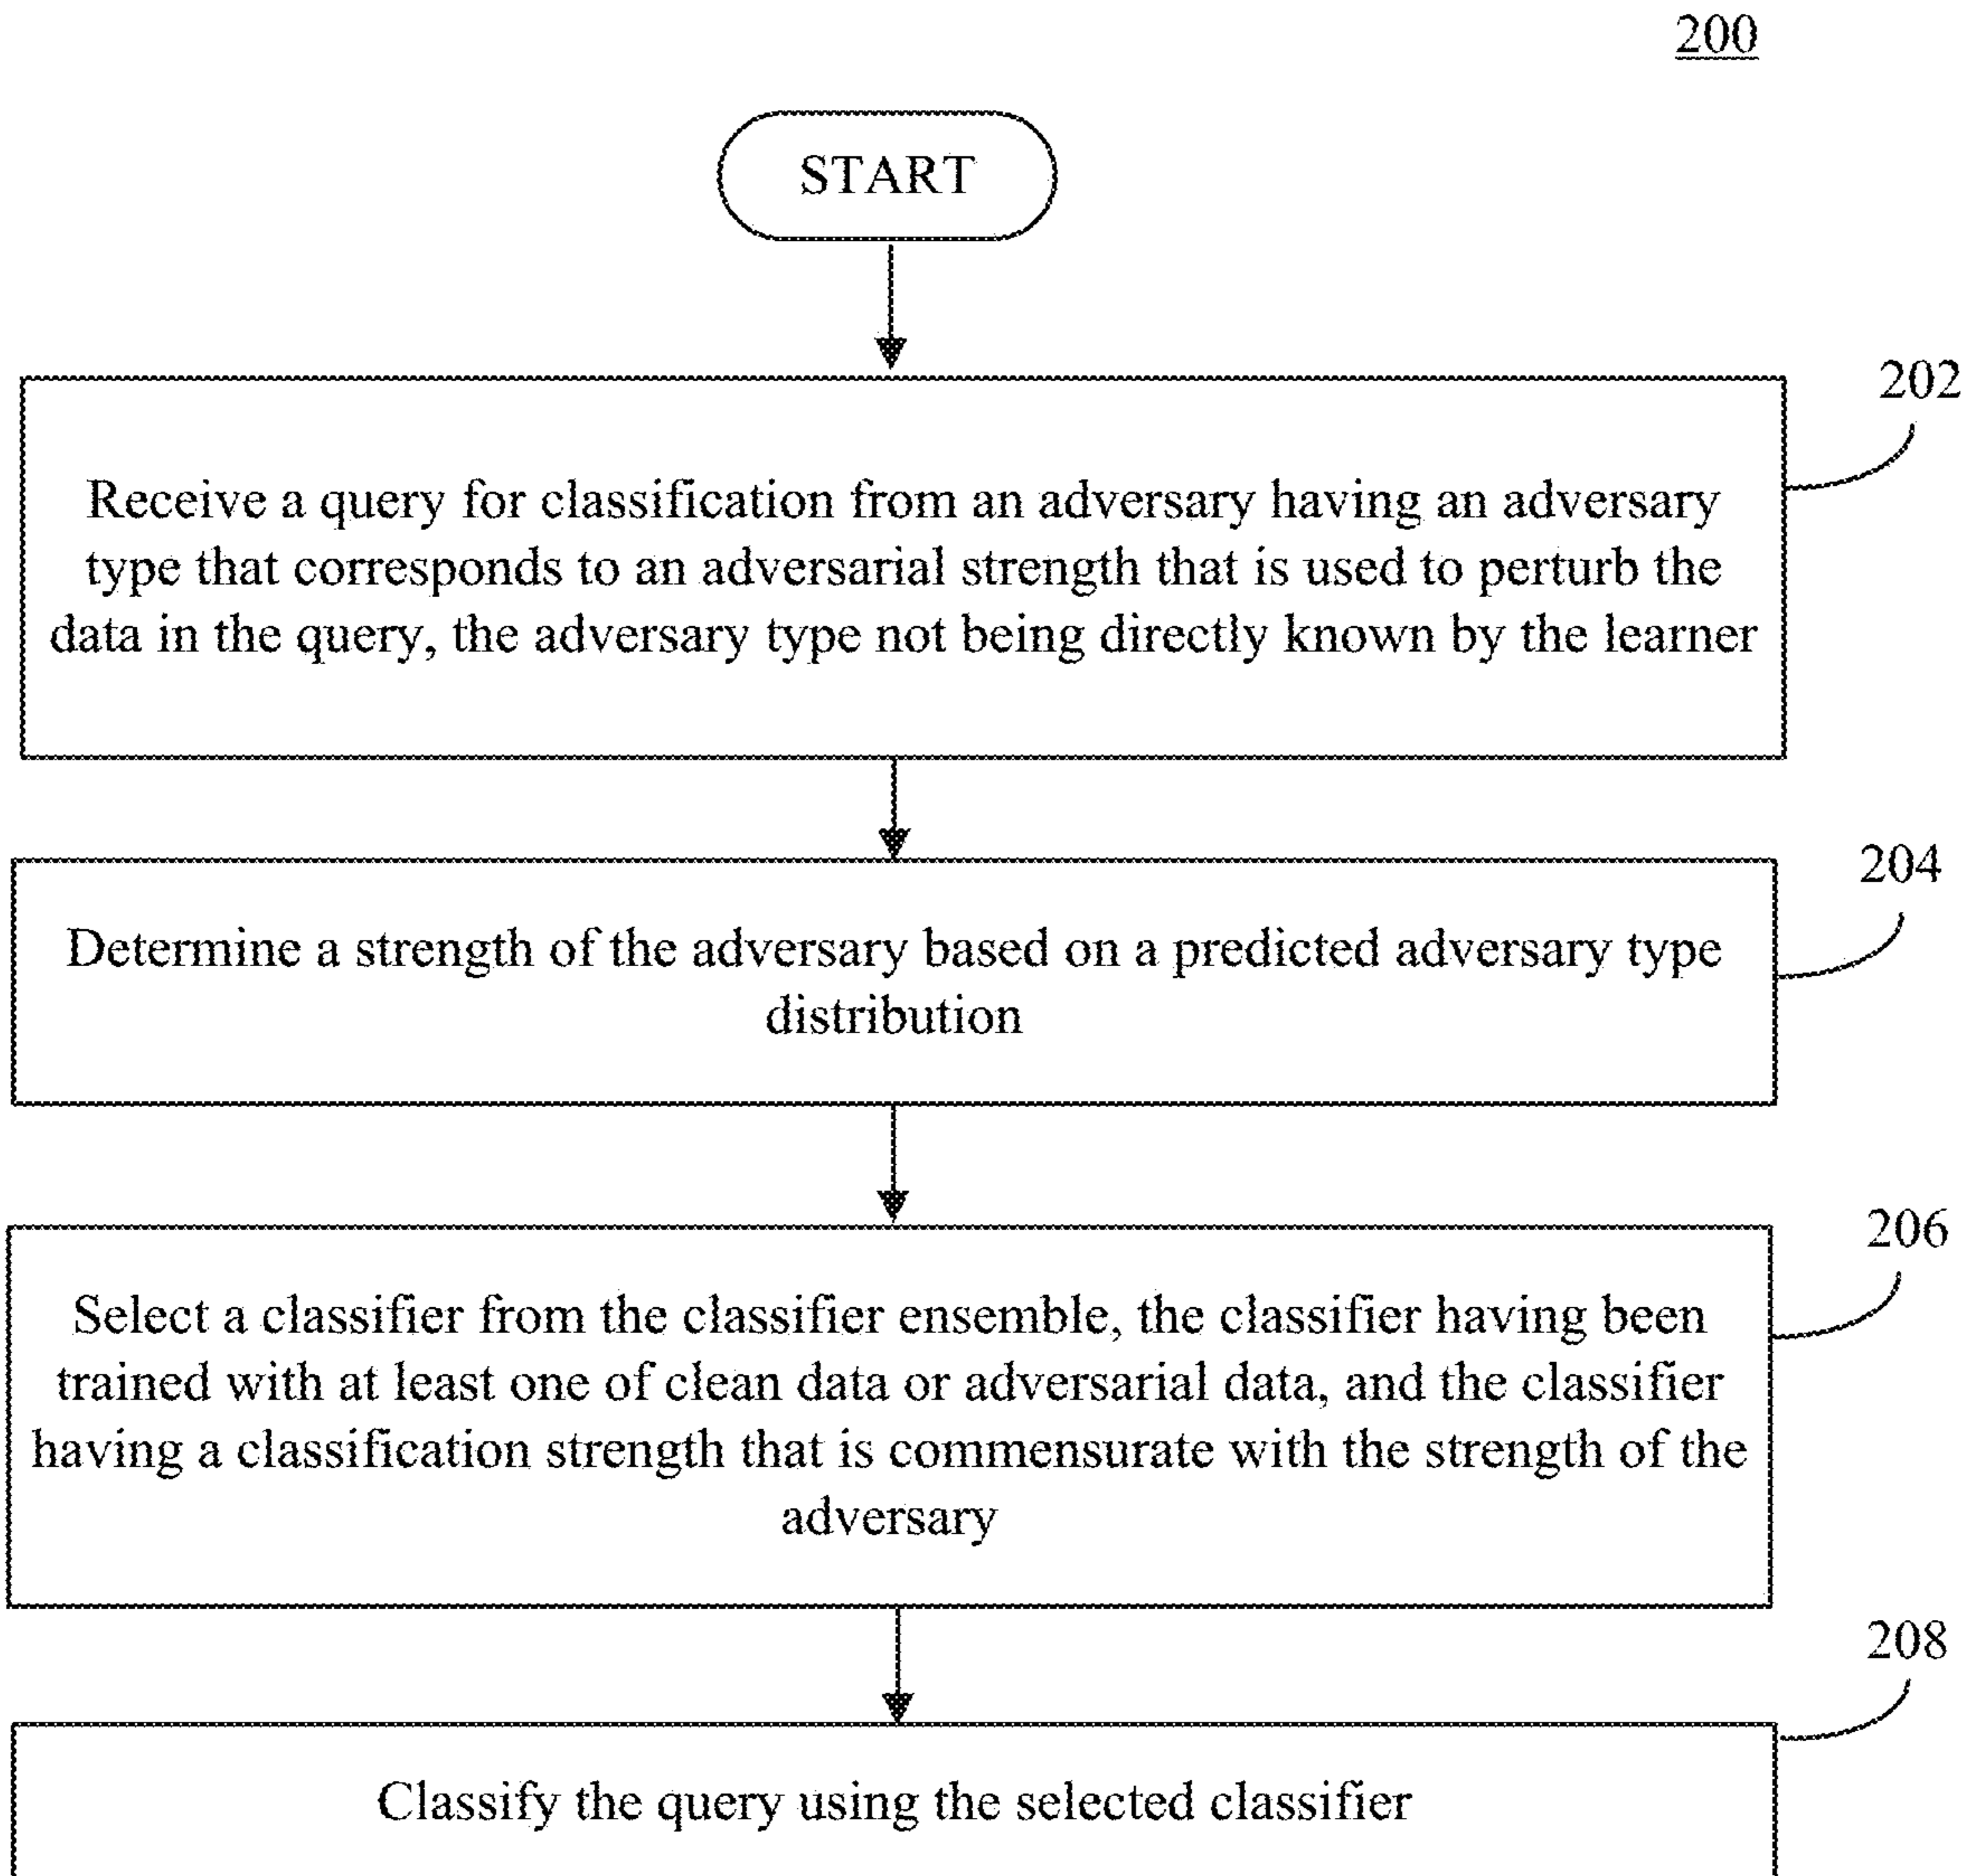 200
START
202
Receive a query for classification from an adversary having an adversary
type that corresponds to an adversarial strength that is used to perturb the
data in the query, the adversary type not being directly known by the learner
204
Determine a strength of the adversary based on a predicted adversary type
distribution
206
Select a classifier from the classifier ensemble, the classifier having been
trained with at least one of clean data or adversarial data, and the classifier
having a classification strength that is commensurate with the strength of the
adversary
208
Classify the query using the selected classifier